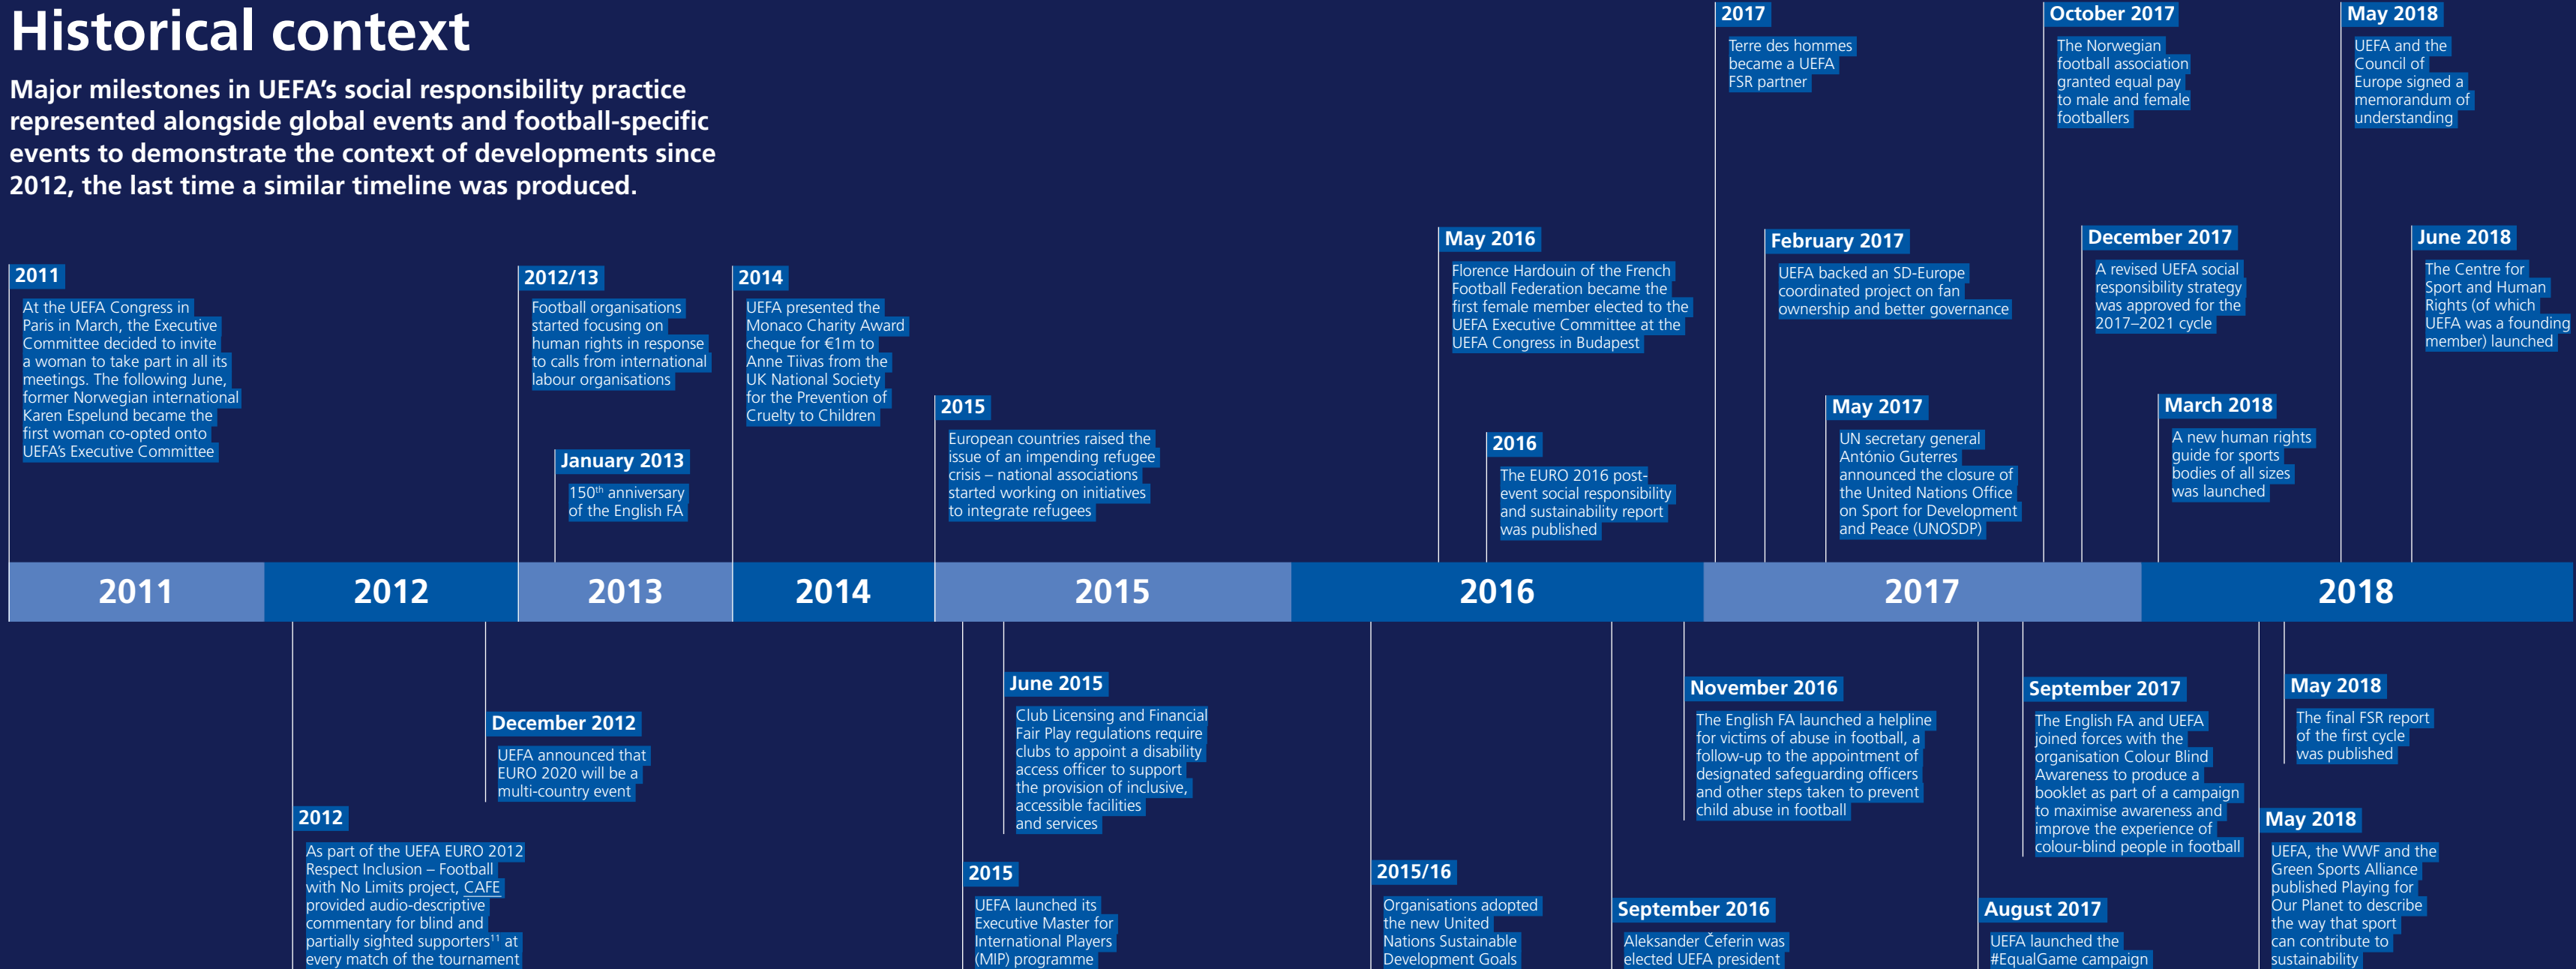 Historical context
Major milestones in UEFA's social responsibility practice
represented alongside global events and football-specific
events to demonstrate the context of developments since
2012, the last time a similar timeline was produced.
2011
At the UEFA Congress in
Paris in March, the Executive
Committee decided to invite
a woman to take part in all its
meetings. The following June,
former Norwegian international
Karen Espelund became the
first woman co-opted onto
UEFA's Executive Committee
2012/13
Football organisations
started focusing on
human rights in response
to calls from international
labour organisations
January 2013
150th anniversary
of the English FA
2014
UEFA presented the
Monaco Charity Award
cheque for €1m to
Anne Tiivas from the
UK National Society
for the Prevention of
Cruelty to Children
2015
European countries raised the
issue of an impending refugee
crisis – national associations
started working on initiatives
to integrate refugees
May 2016
Florence Hardouin of the French
Football Federation became the
first female member elected to the
UEFA Executive Committee at the
UEFA Congress in Budapest
2016
The EURO 2016 post-
event social responsibility
and sustainability report
was published
2017
Terre des hommes
became a UEFA
FSR partner
February 2017
UEFA backed an SD-Europe
coordinated project on fan
ownership and better governance
May 2017
UN secretary general
António Guterres
announced the closure of
the United Nations Office
on Sport for Development
and Peace (UNOSDP)
October 2017
The Norwegian
football association
granted equal pay
to male and female
footballers
December 2017
A revised UEFA social
responsibility strategy
was approved for the
2017–2021 cycle
March 2018
A new human rights
guide for sports
bodies of all sizes
was launched
May 2018
UEFA and the
Council of
Europe signed a
memorandum of
understanding
June 2018
The Centre for
Sport and Human
Rights (of which
UEFA was a founding
member) launched
2011 2012 2013 2014 2015 2016 2017 2018
2012
As part of the UEFA EURO 2012
Respect Inclusion – Football
with No Limits project, CAFE
provided audio-descriptive
commentary for blind and
partially sighted supporters11 at
every match of the tournament
December 2012
UEFA announced that
EURO 2020 will be a
multi-country event
2015
UEFA launched its
Executive Master for
International Players
(MIP) programme
June 2015
Club Licensing and Financial
Fair Play regulations require
clubs to appoint a disability
access officer to support
the provision of inclusive,
accessible facilities
and services
2015/16
Organisations adopted
the new United
Nations Sustainable
Development Goals
September 2016
Aleksander Čeferin was
elected UEFA president
November 2016
The English FA launched a helpline
for victims of abuse in football, a
follow-up to the appointment of
designated safeguarding officers
and other steps taken to prevent
child abuse in football
August 2017
UEFA launched the
#EqualGame campaign
September 2017
The English FA and UEFA
joined forces with the
organisation Colour Blind
Awareness to produce a
booklet as part of a campaign
to maximise awareness and
improve the experience of
colour-blind people in football
May 2018
UEFA, the WWF and the
Green Sports Alliance
published Playing for
Our Planet to describe
the way that sport
can contribute to
sustainability
May 2018
The final FSR report
of the first cycle
was published